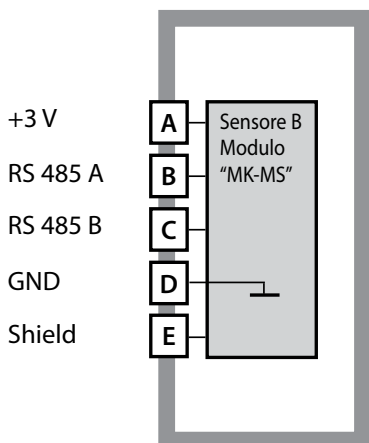 +3 V
A
Sensore B
Modulo
“MK-MS”
RS 485 A
B
RS 485 B
C
GND
D
Shield
E